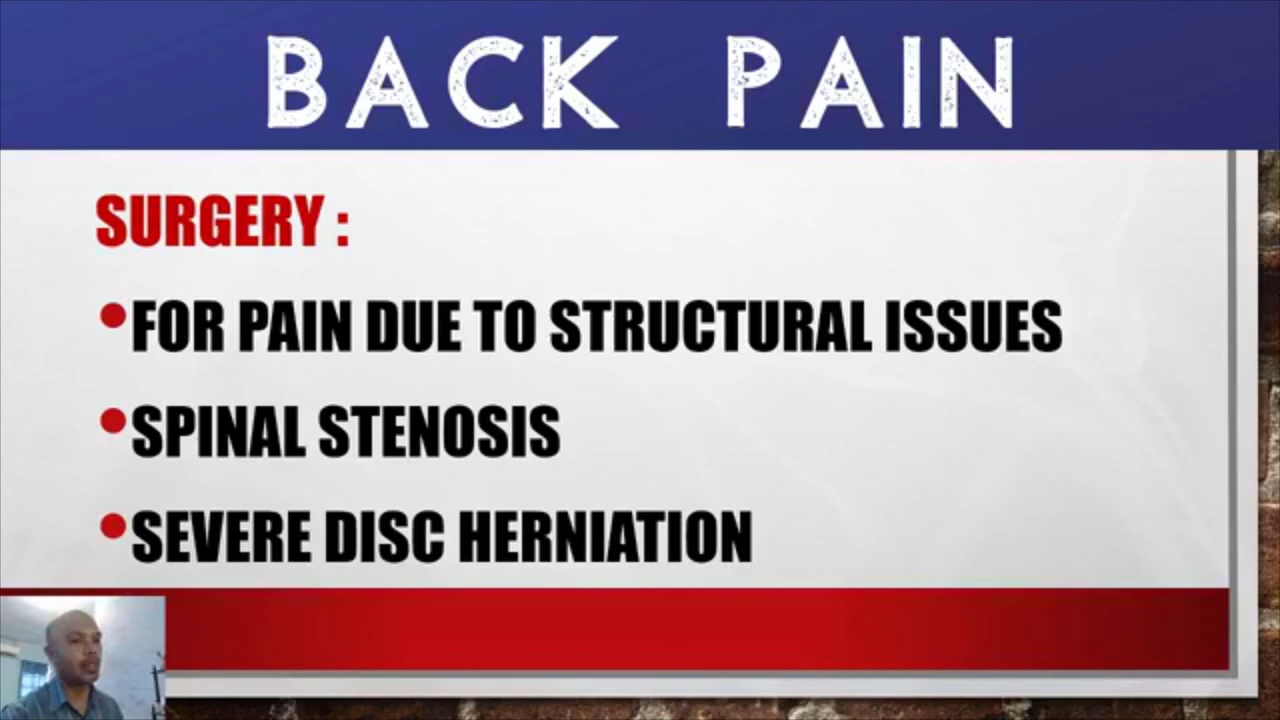 BACK PAIN
SURGERY :
•FOR PAIN DUE TO STRUCTURAL ISSUES
•SPINAL STENOSIS
•SEVERE DISC HERNIATION